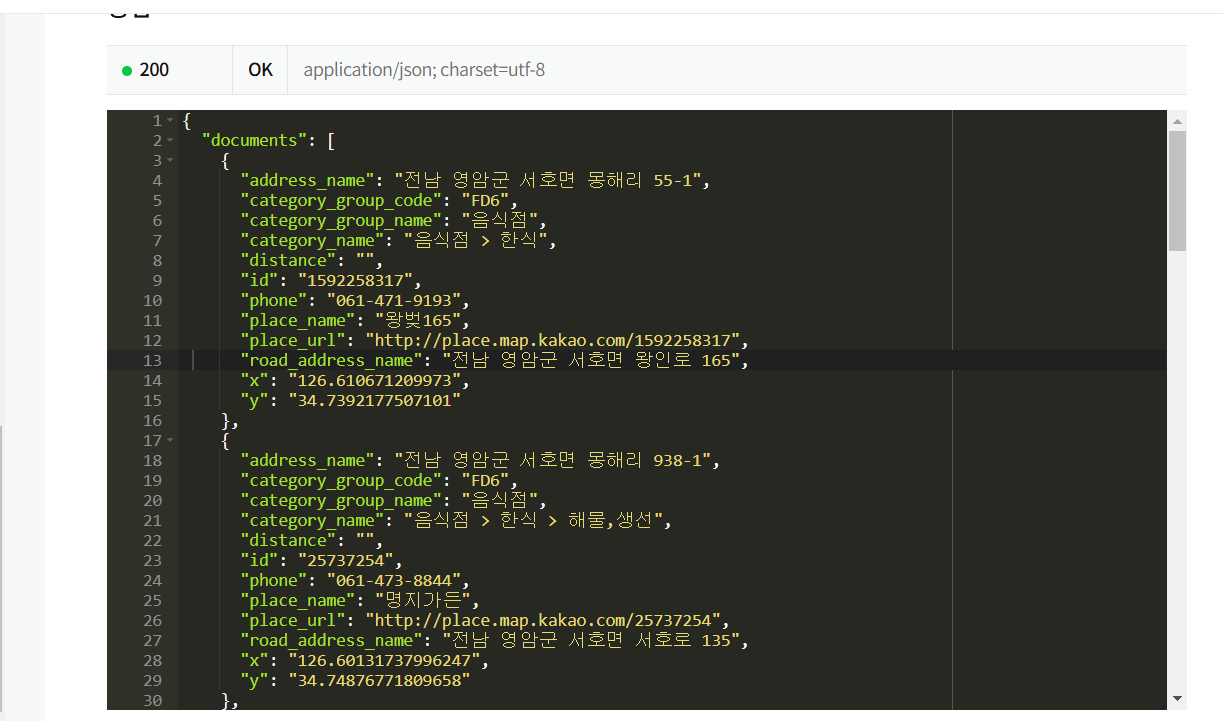 200 OK application/json; charset=utf-8
1 {
2 "documents": [
3 {
4 "address_name": "전남 영암군 서호면 몽해리 55-1",
5 "category_group_code": "FD6",
6 "category_group_name": "음식점",
7 "category_name": "음식점 > 한식",
8 "distance": "",
9 "id": "1592258317",
10 "phone": "061-471-9193",
11 "place_name": "왕벚165",
12 "place_url": "http://place.map.kakao.com/1592258317",
13 "road_address_name": "전남 영암군 서호면 왕인로 165",
14 "x": "126.610671209973",
15 "y": "34.7392177507101"
16 },
17 {
18 "address_name": "전남 영암군 서호면 몽해리 938-1",
19 "category_group_code": "FD6",
20 "category_group_name": "음식점",
21 "category_name": "음식점 > 한식 > 해물,생선",
22 "distance": "",
23 "id": "25737254",
24 "phone": "061-473-8844",
25 "place_name": "명지가든",
26 "place_url": "http://place.map.kakao.com/25737254",
27 "road_address_name": "전남 영암군 서호면 서호로 135",
28 "x": "126.60131737996247",
29 "y": "34.74876771809658"
30 },